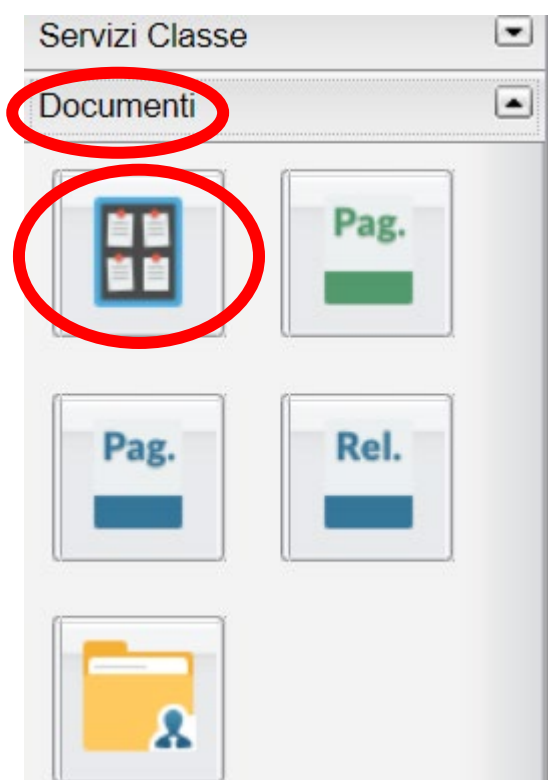 Servizi Classe
Documenti
Pag.
Pag.
Rel.